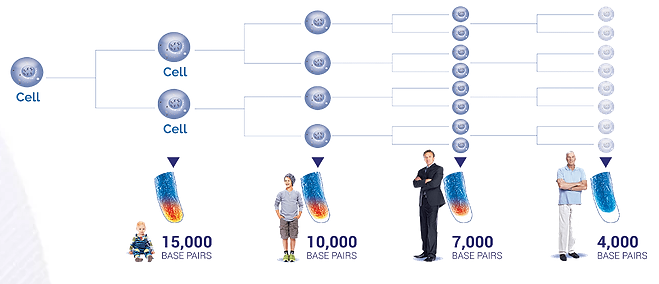 Cell
Cell
Cell
15,000
BASE PAIRS
10,000
BASE PAIRS
7,000
BASE PAIRS
4,000
BASE PAIRS